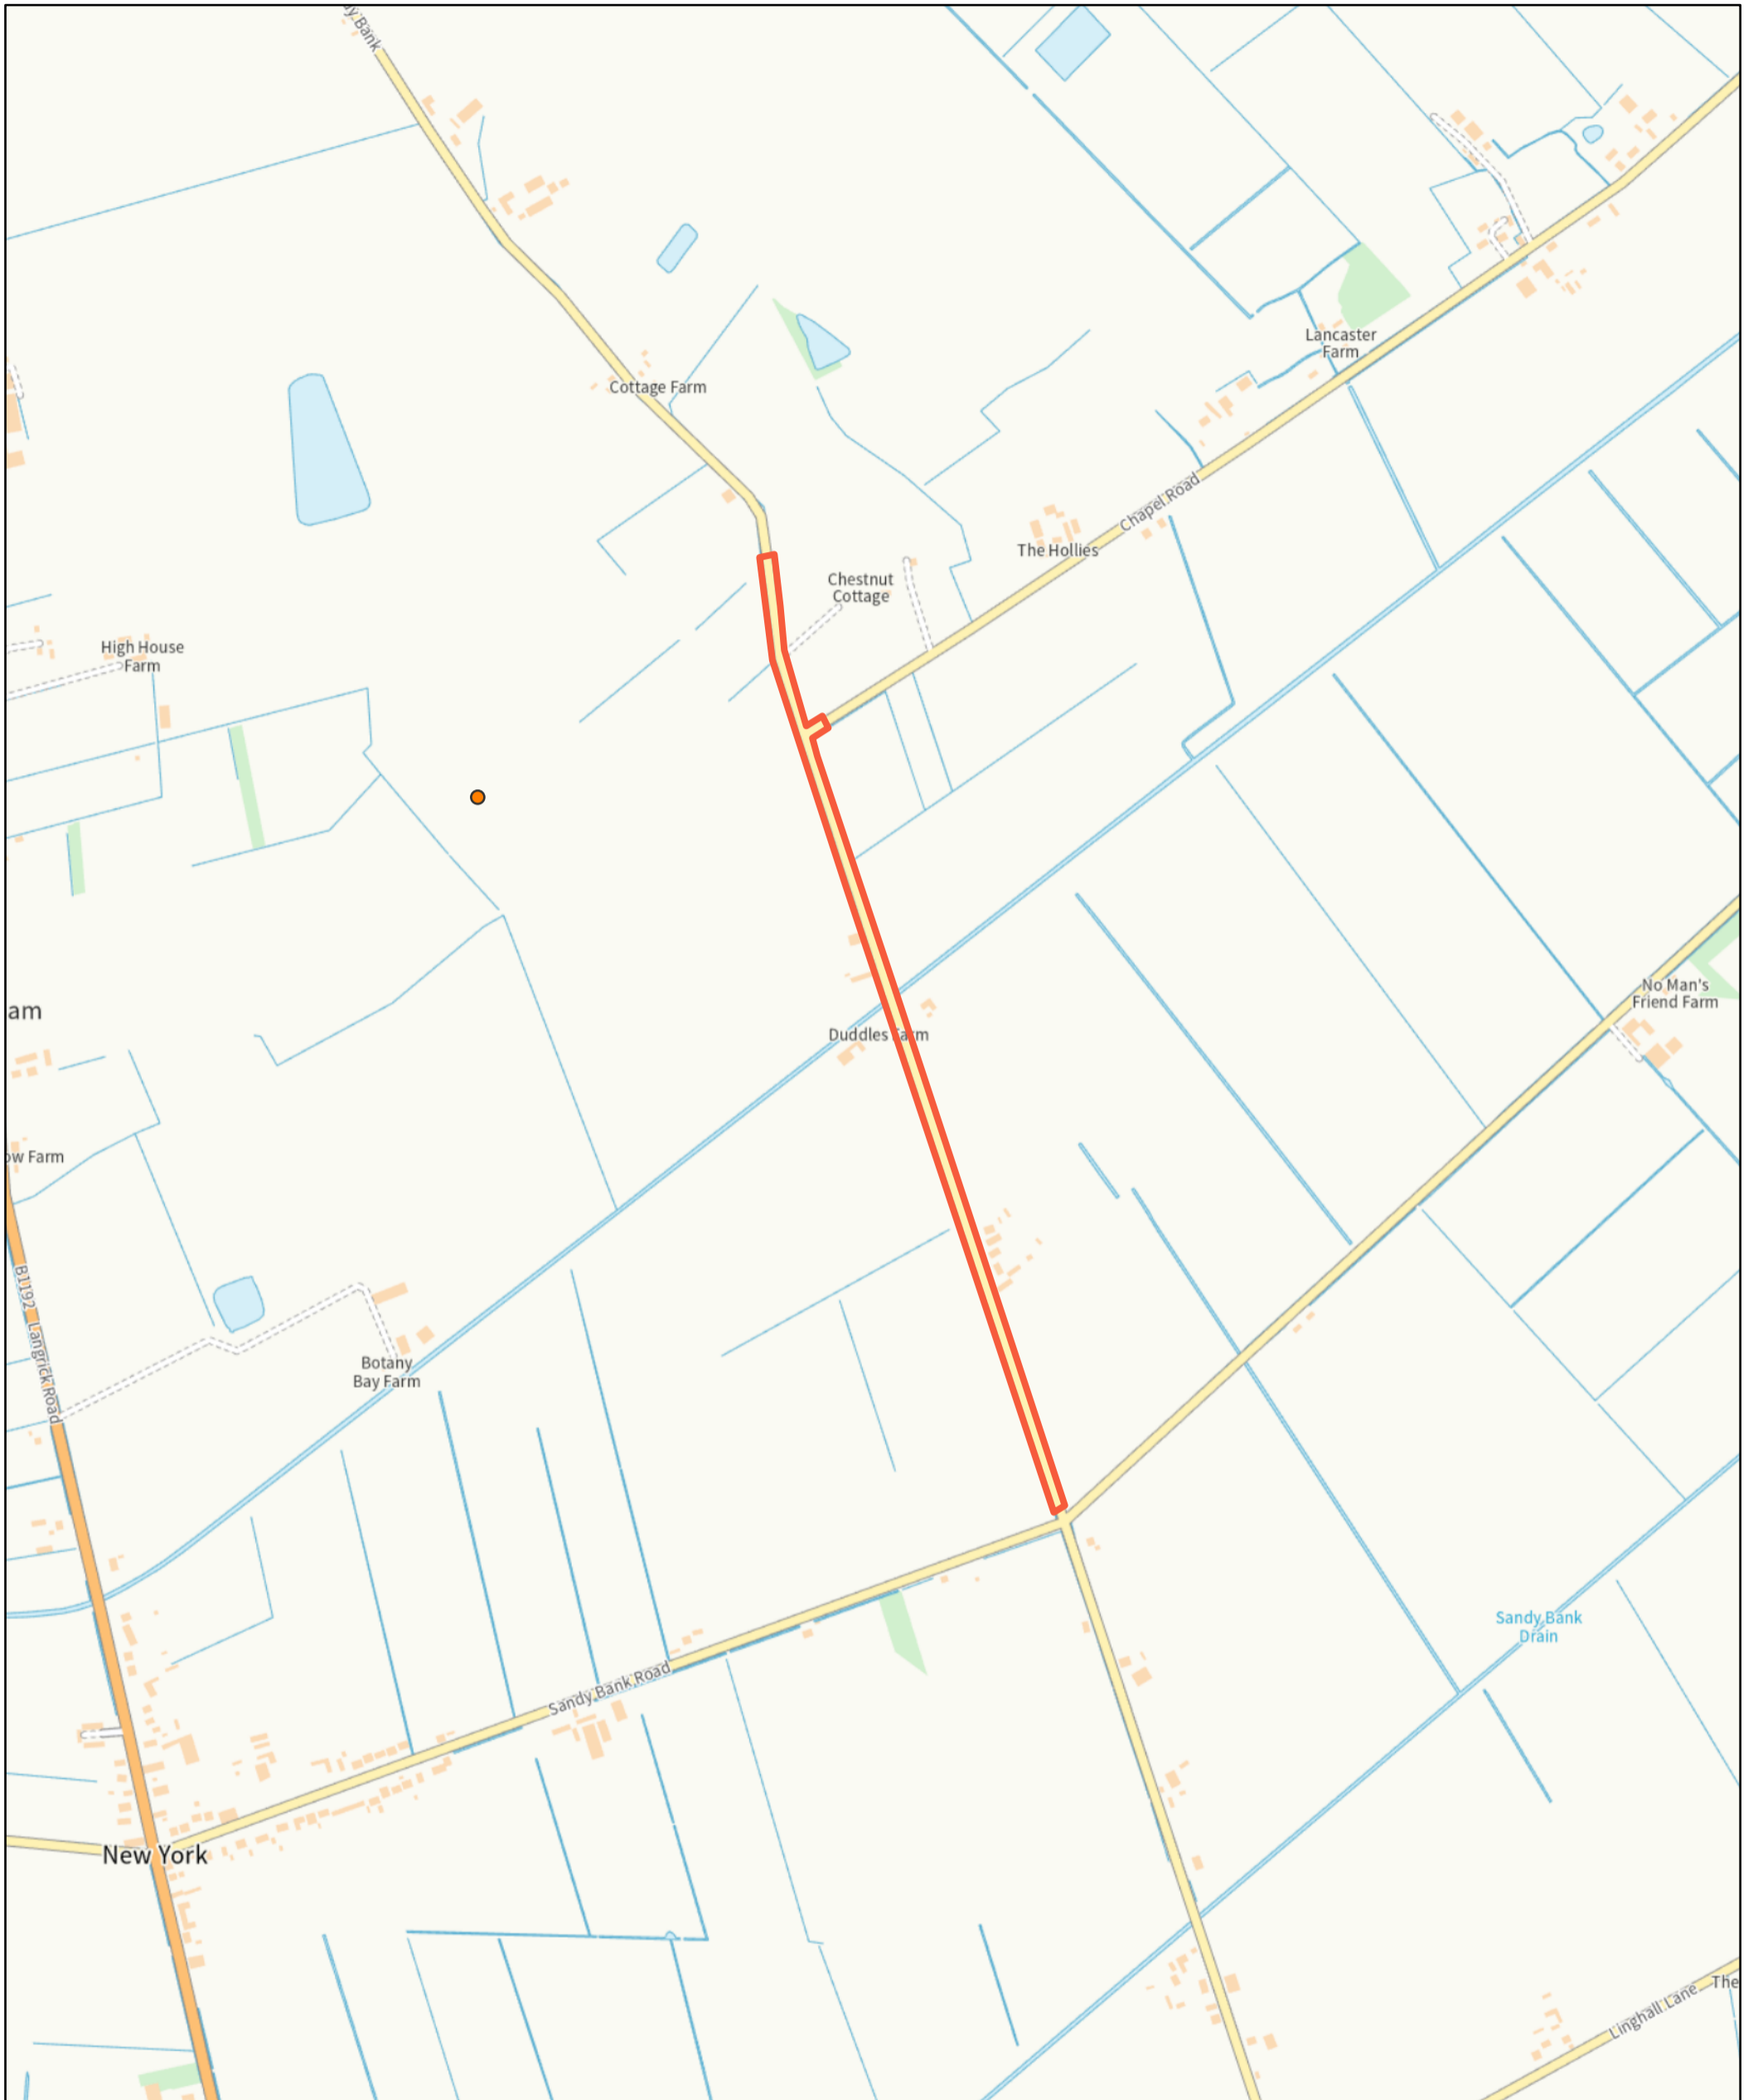 Bank
Cottage Farm
Lancaster
Farm
Chapel Road
The Hollies
Chestnut
Cottage
High House
Farm
No Man's
Friend Farm
am
Duddles Farm
ow Farm
B1192
Langrick Road
Botany
Bay Farm
Sandy Bank
Drain
Sandy Bank Road
New York
The
Linghall Lane